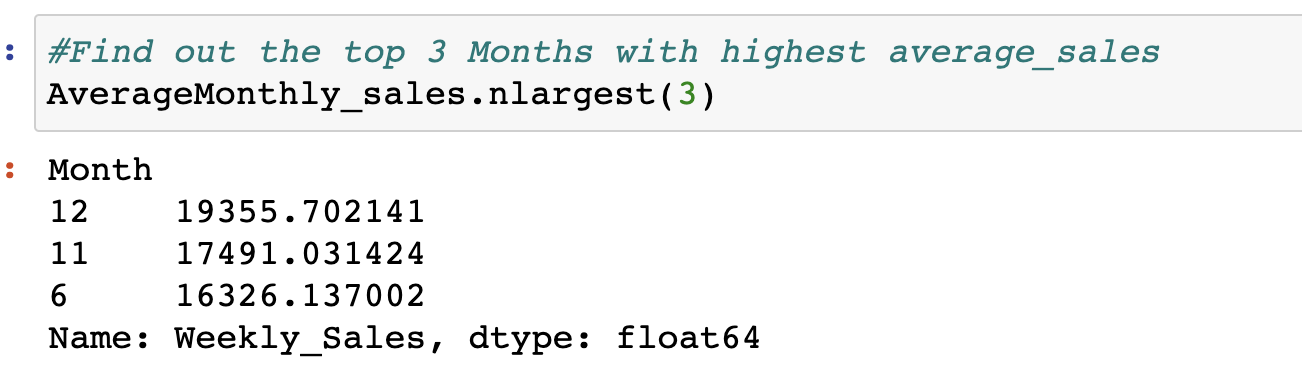 :
#Find out the top 3 Months with highest average_sales
AverageMonthly_sales.nlargest(3)
:
Month
12    19355.702141
11    17491.031424
6     16326.137002
Name: Weekly_Sales, dtype: float64